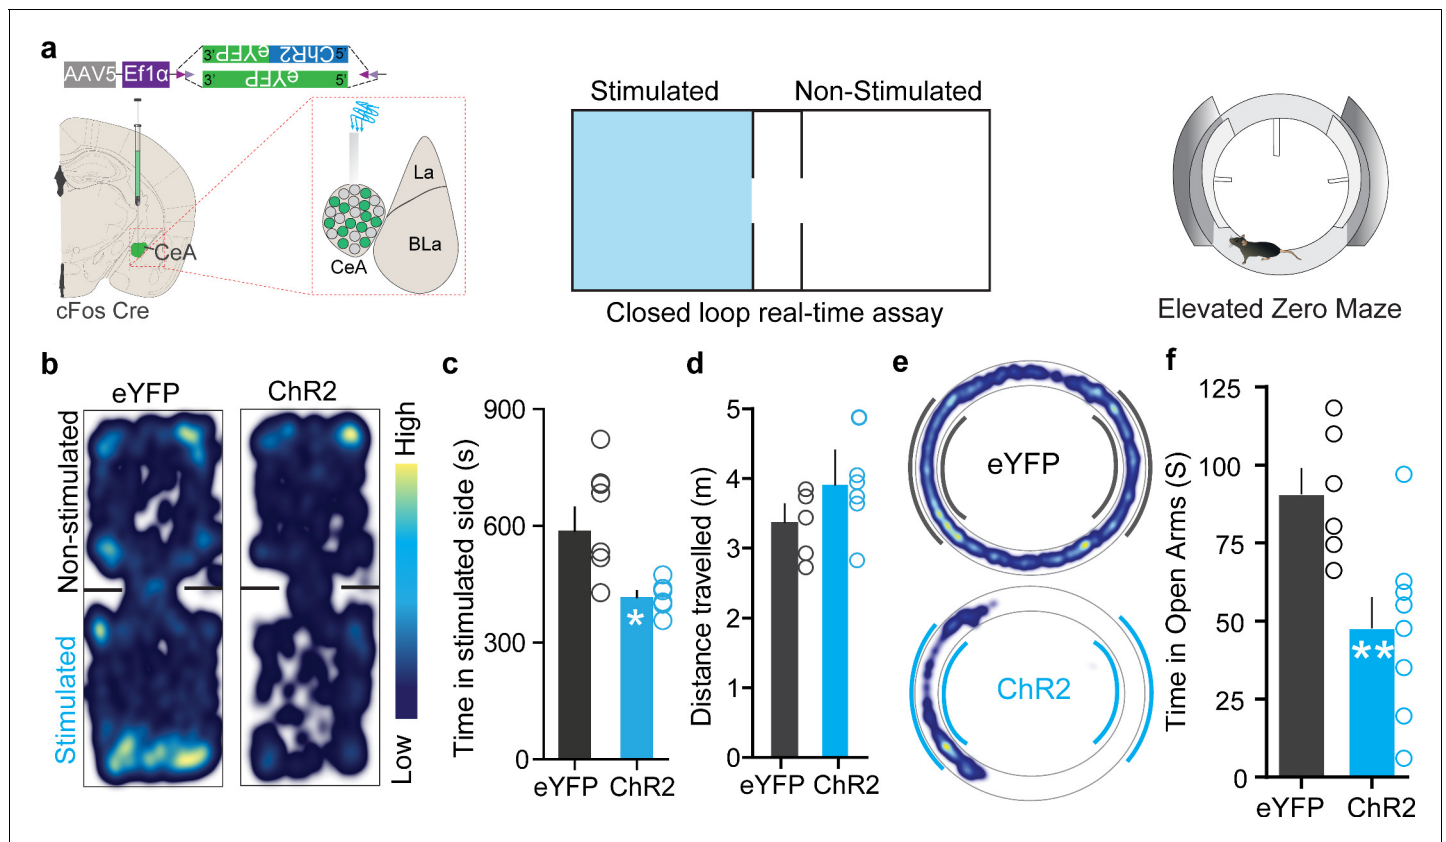 a
AAV5 Ef1α 3' eYFP ChR2 5'
3' eYFP 5'
CeA
cFos Cre
La
BLa
CeA
Stimulated Non-Stimulated
Closed loop real-time assay
Elevated Zero Maze
b
eYFP ChR2
Non-stimulated
Stimulated
High
Low
c
Time in stimulated side (s)
900
600
300
0
*
eYFP ChR2
d
Distance travelled (m)
5
4
3
2
1
0
eYFP ChR2
e
eYFP
ChR2
f
Time in Open Arms (S)
125
100
75
50
25
0
**
eYFP ChR2